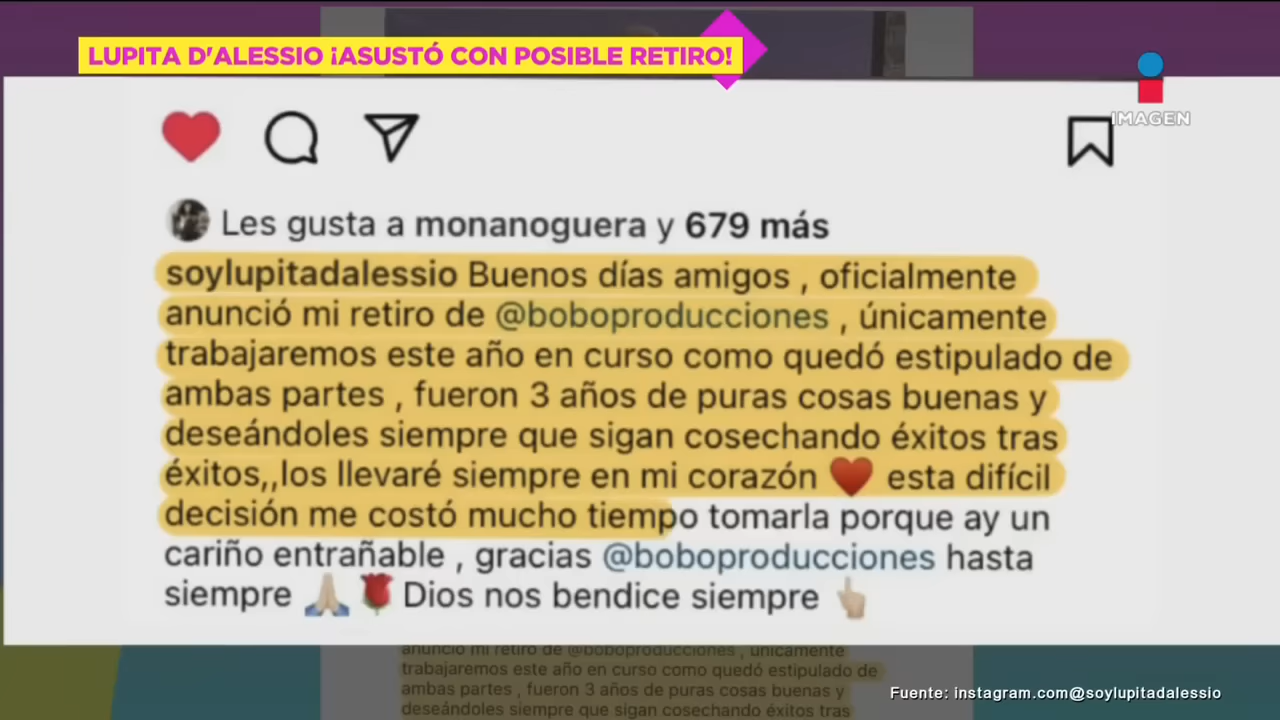 LUPITA D'ALESSIO ¡ASUSTÓ CON POSIBLE RETIRO!
IMAGEN
Les gusta a monanoguera y 679 más
soylupitadalessio Buenos días amigos , oficialmente
anunció mi retiro de @boboproducciones , únicamente
trabajaremos este año en curso como quedó estipulado de
ambas partes , fueron 3 años de puras cosas buenas y
deseándoles siempre que sigan cosechando éxitos tras
éxitos,,los llevaré siempre en mi corazón ♥️ esta difícil
decisión me costó mucho tiempo tomarla porque ay un
cariño entrañable , gracias @boboproducciones hasta
siempre 🙏🏼🌹 Dios nos bendice siempre 👆🏼
anunció mi retiro de @boboproducciones , únicamente
trabajaremos este año en curso como quedó estipulado de
ambas partes , fueron 3 años de puras cosas buenas y
deseándoles siempre que sigan cosechando éxitos tras
Fuente: instagram.com@soylupitadalessio